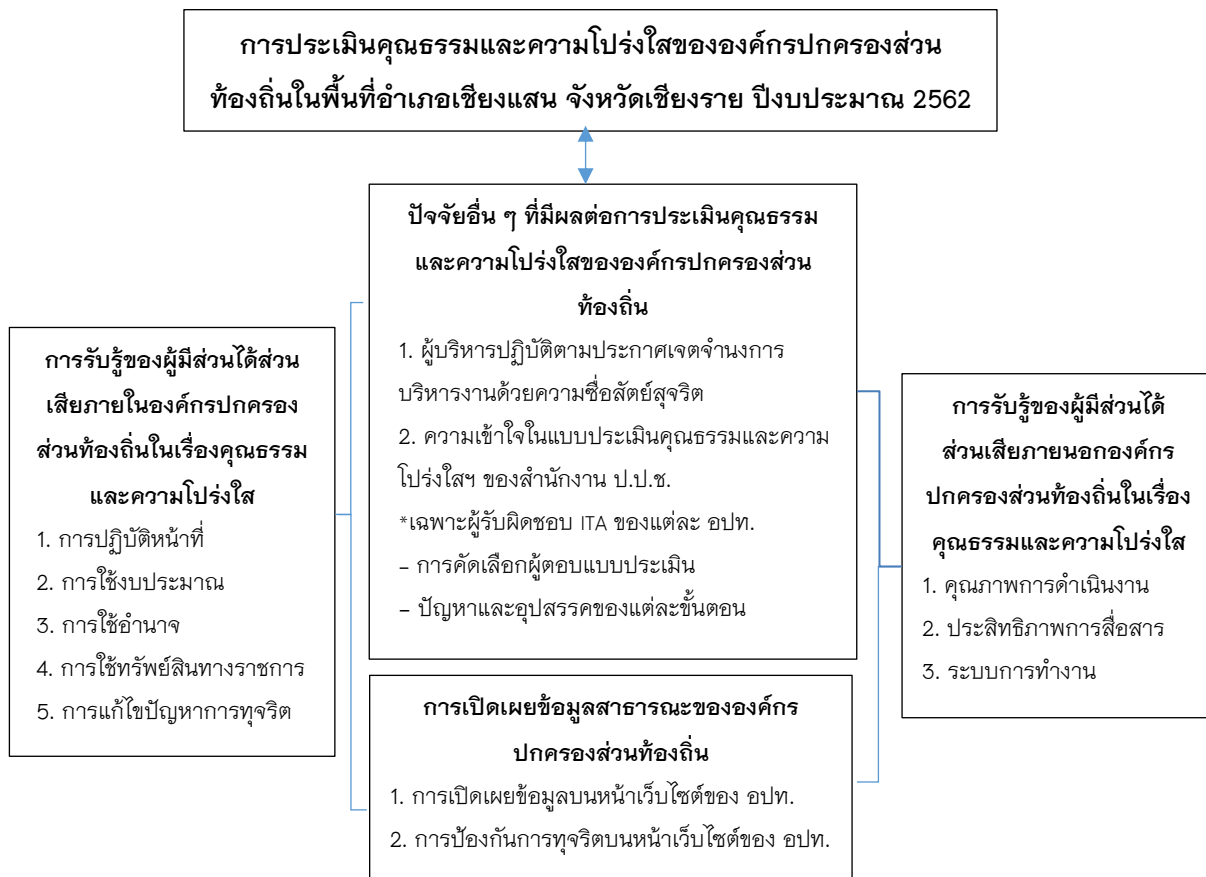 การประเมินคุณธรรมและความโปร่งใสขององค์กรปกครองส่วน
ท้องถิ่นในพื้นที่อำเภอเชียงแสน จังหวัดเชียงราย ปีงบประมาณ 2562
ปัจจัยอื่น ๆ ที่มีผลต่อการประเมินคุณธรรม
และความโปร่งใสขององค์กรปกครองส่วน
ท้องถิ่น
1. ผู้บริหารปฏิบัติตามประกาศเจตจำนงการ
บริหารงานด้วยความซื่อสัตย์สุจริต
2. ความเข้าใจในแบบประเมินคุณธรรมและความ
โปร่งใสฯ ของสำนักงาน ป.ป.ช.
*เฉพาะผู้รับผิดชอบ ITA ของแต่ละ อปท.
– การคัดเลือกผู้ตอบแบบประเมิน
– ปัญหาและอุปสรรคของแต่ละขั้นตอน
การรับรู้ของผู้มีส่วนได้ส่วน
เสียภายในองค์กรปกครอง
ส่วนท้องถิ่นในเรื่องคุณธรรม
และความโปร่งใส
1. การปฏิบัติหน้าที่
2. การใช้งบประมาณ
3. การใช้อำนาจ
4. การใช้ทรัพย์สินทางราชการ
5. การแก้ไขปัญหาการทุจริต
การรับรู้ของผู้มีส่วนได้
ส่วนเสียภายนอกองค์กร
ปกครองส่วนท้องถิ่นในเรื่อง
คุณธรรมและความโปร่งใส
1. คุณภาพการดำเนินงาน
2. ประสิทธิภาพการสื่อสาร
3. ระบบการทำงาน
การเปิดเผยข้อมูลสาธารณะขององค์กร
ปกครองส่วนท้องถิ่น
1. การเปิดเผยข้อมูลบนหน้าเว็บไซต์ของ อปท.
2. การป้องกันการทุจริตบนหน้าเว็บไซต์ของ อปท.